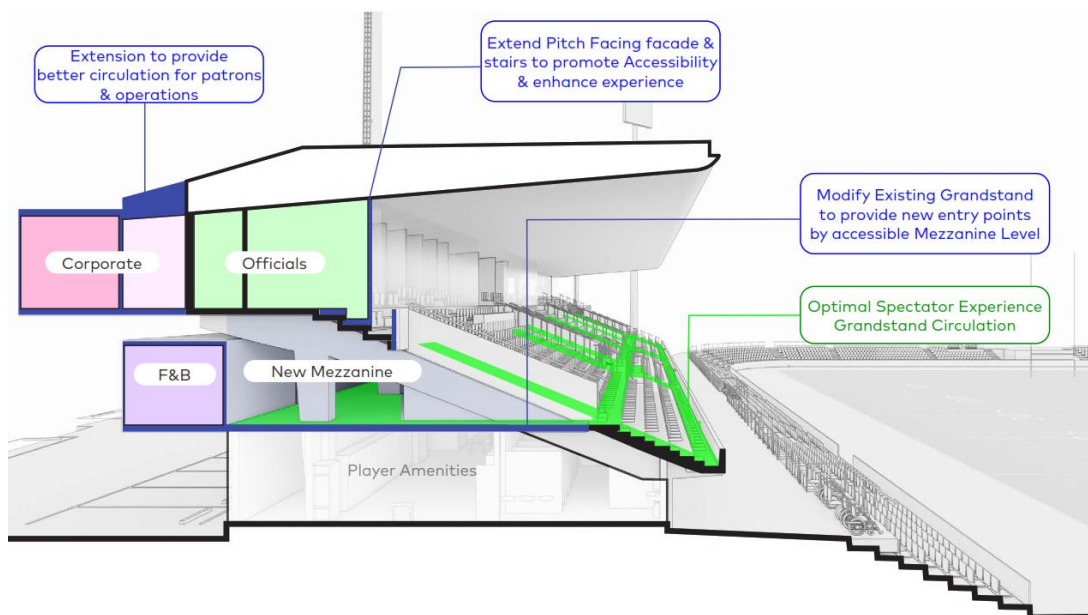 Extension to provide
better circulation for patrons
& operations
Extend Pitch Facing facade &
stairs to promote Accessibility
& enhance experience
Modify Existing Grandstand
to provide new entry points
by accessible Mezzanine Level
Corporate
Officials
Optimal Spectator Experience
Grandstand Circulation
F&B
New Mezzanine
Player Amenities